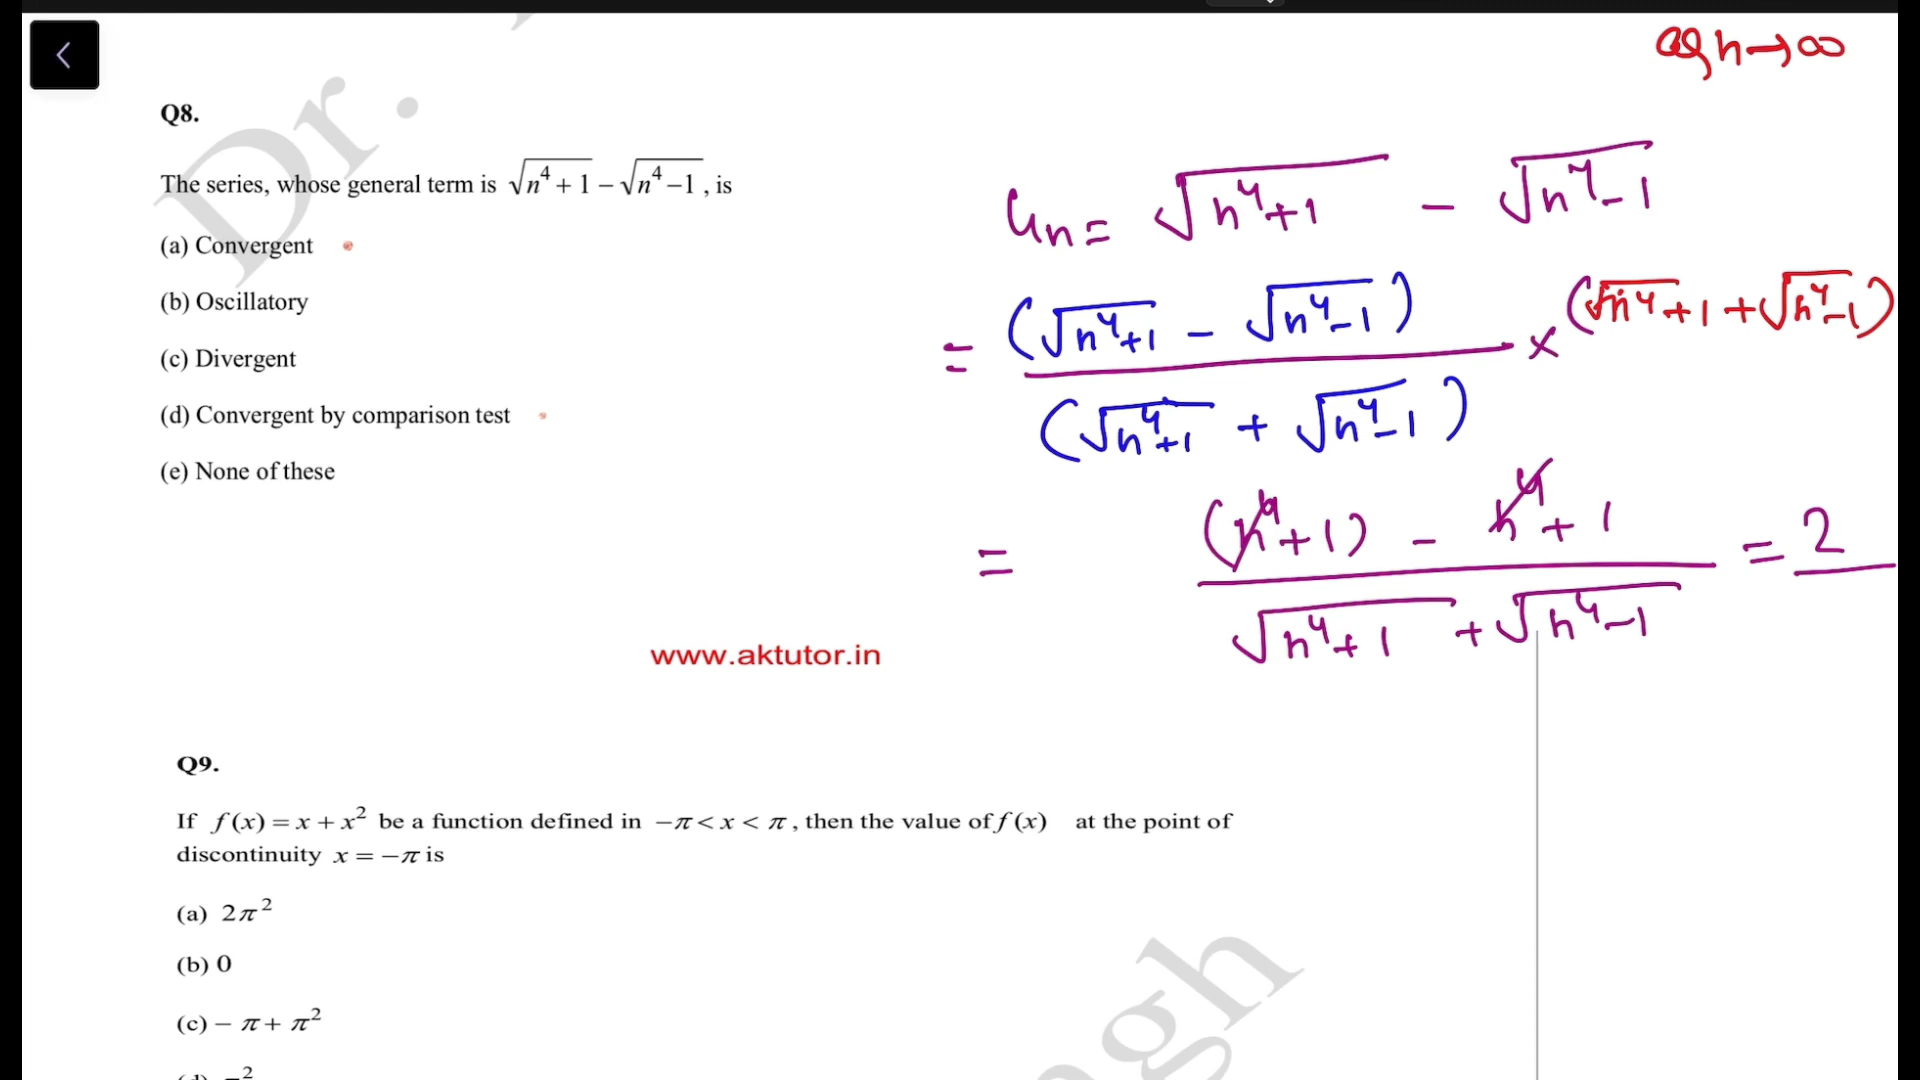 as n→∞
Dr.
Q8.
The series, whose general term is √(n⁴ + 1) – √(n⁴ –1) , is
(a) Convergent
(b) Oscillatory
(c) Divergent
(d) Convergent by comparison test
(e) None of these
uₙ = √(n⁴+1) - √(n⁴-1)
= (√(n⁴+1) - √(n⁴-1)) × (√(n⁴+1) + √(n⁴-1))
(√(n⁴+1) + √(n⁴-1))
= (n⁴+1) - n⁴+1 = 2
√(n⁴+1) + √(n⁴-1)
www.aktutor.in
Q9.
If f(x) = x + x² be a function defined in –π < x < π , then the value of f(x) at the point of
discontinuity x = –π is
(a) 2π²
(b) 0
(c) – π + π²
ngh